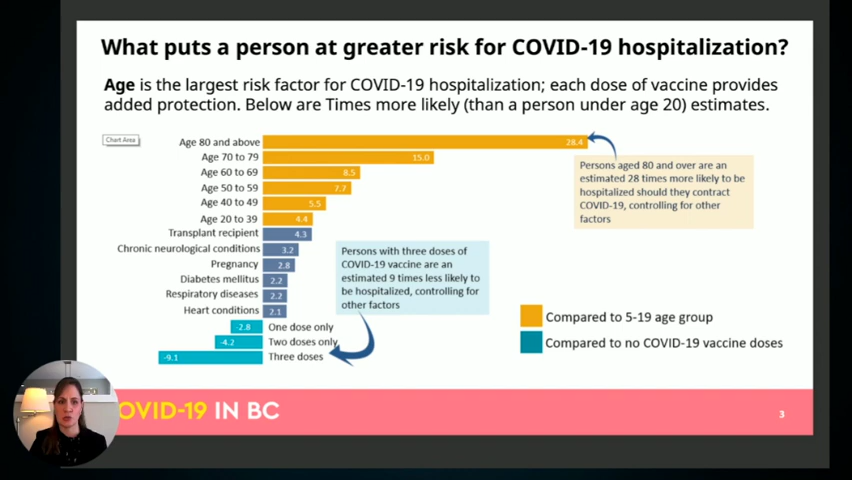 What puts a person at greater risk for COVID-19 hospitalization?
Age is the largest risk factor for COVID-19 hospitalization; each dose of vaccine provides
added protection. Below are Times more likely (than a person under age 20) estimates.
Chart Area
Age 80 and above 28.4
Age 70 to 79 15.0
Age 60 to 69 8.5
Age 50 to 59 7.7
Age 40 to 49 5.5
Age 20 to 39 4.4
Transplant recipient 4.3
Chronic neurological conditions 3.2
Pregnancy 2.8
Diabetes mellitus 2.2
Respiratory diseases 2.2
Heart conditions 2.1
-2.8 One dose only
-4.2 Two doses only
-9.1 Three doses
Persons aged 80 and over are an
estimated 28 times more likely to be
hospitalized should they contract
COVID-19, controlling for other
factors
Persons with three doses of
COVID-19 vaccine are an
estimated 9 times less likely to
be hospitalized, controlling for
other factors
Compared to 5-19 age group
Compared to no COVID-19 vaccine doses
OVID-19 IN BC
3